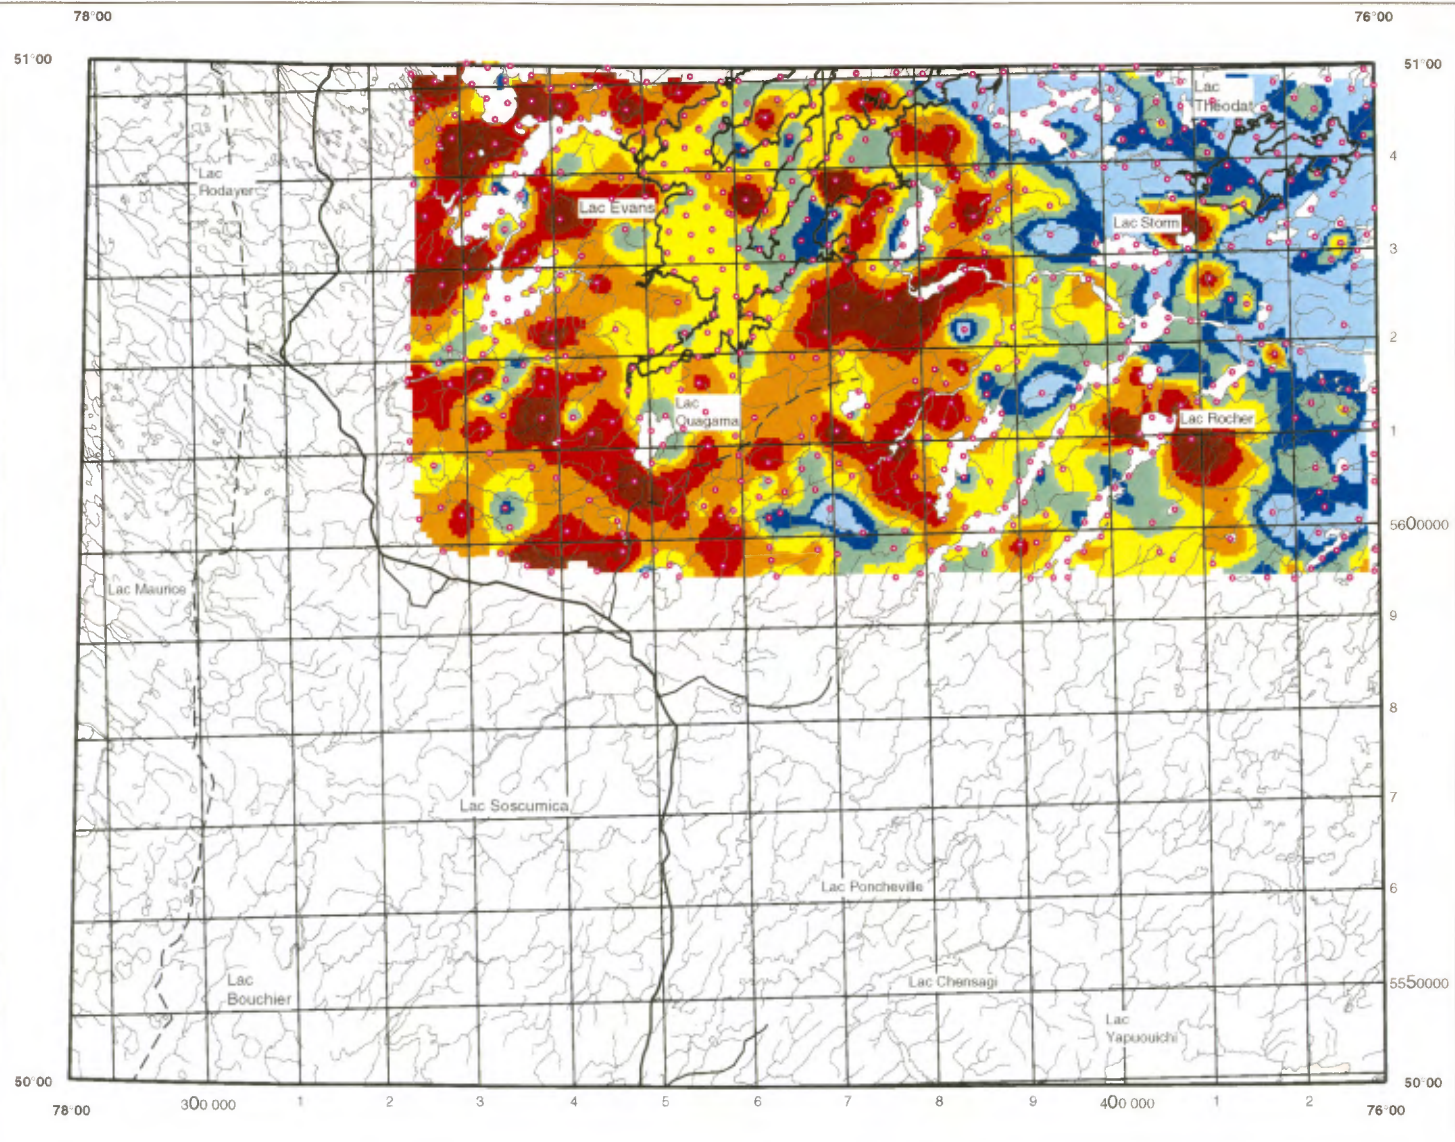 78°00
76°00
51°00
51°00
Lac
Théodat
4
Lac
Rodayer
Lac Evans
Lac Storm
3
2
Lac
Ouagama
Lac Rocher
1
5600000
Lac Maurice
9
8
7
Lac Soscumica
Lac Poncheville
6
Lac
Bouchier
Lac Chensagi
5550000
Lac
Yapuouichi
50°00
50°00
78°00
300 000
1
2
3
4
5
6
7
8
9
400 000
1
2
76°00